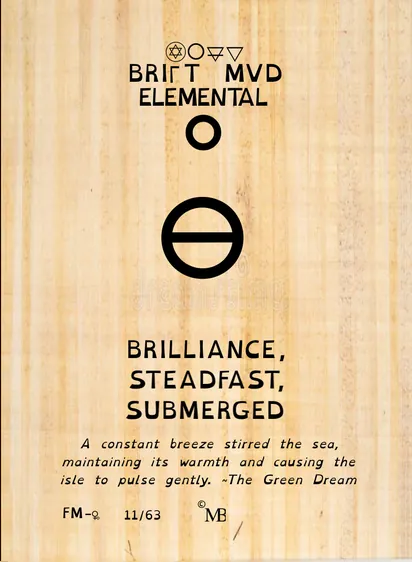 BRIΓT MVD
ELEMENTAL
BRILLIANCE,
STEADFAST,
SUBMERGED
A constant breeze stirred the sea,
maintaining its warmth and causing the
isle to pulse gently. ~The Green Dream
FM-♀ 11/63 © MB